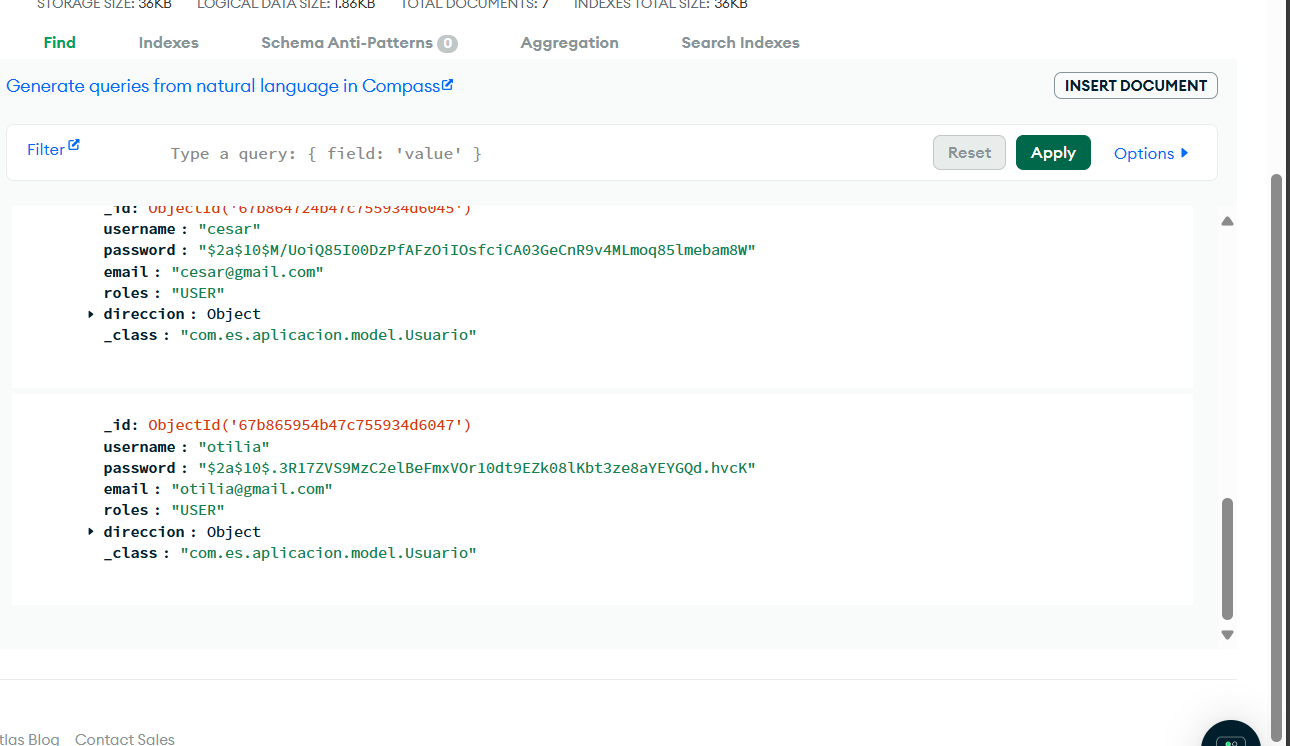 STORAGE SIZE: 36KB LOGICAL DATA SIZE: 1.86KB TOTAL DOCUMENTS: 7 INDEXES TOTAL SIZE: 36KB
Find Indexes Schema Anti-Patterns 0 Aggregation Search Indexes
Generate queries from natural language in Compass
INSERT DOCUMENT
Filter Type a query: { field: 'value' } Reset Apply Options
_id: ObjectId('67b864724b47c755934d6045')
username : "cesar"
password : "$2a$10$M/UoiQ85I00DzPfAFzOiIOsfciCA03GeCnR9v4MLmoq85lmebam8W"
email : "cesar@gmail.com"
roles : "USER"
direccion : Object
_class : "com.es.aplicacion.model.Usuario"
_id: ObjectId('67b865954b47c755934d6047')
username : "otilia"
password : "$2a$10$.3R17ZVS9MzC2elBeFmxVOr10dt9EZk08lKbt3ze8aYEYGQd.hvcK"
email : "otilia@gmail.com"
roles : "USER"
direccion : Object
_class : "com.es.aplicacion.model.Usuario"
tlas Blog Contact Sales